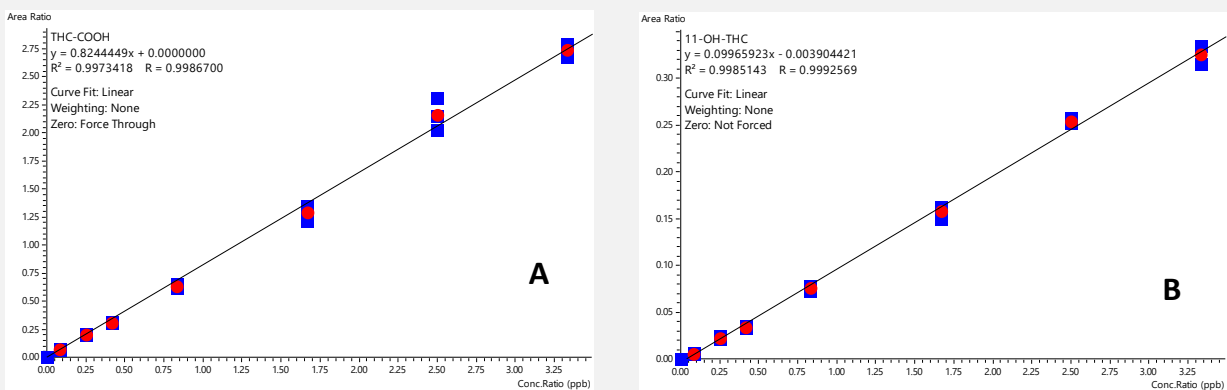 Area Ratio
THC-COOH
y = 0.8244449x + 0.0000000
R² = 0.9973418 R = 0.9986700
Curve Fit: Linear
Weighting: None
Zero: Force Through
2.75
2.50
2.25
2.00
1.75
1.50
1.25
1.00
0.75
0.50
0.25
0.00
0.00 0.25 0.50 0.75 1.00 1.25 1.50 1.75 2.00 2.25 2.50 2.75 3.00 3.25 3.50
Conc.Ratio (ppb)
A
Area Ratio
11-OH-THC
y = 0.09965923x - 0.003904421
R² = 0.9985143 R = 0.9992569
Curve Fit: Linear
Weighting: None
Zero: Not Forced
0.30
0.25
0.20
0.15
0.10
0.05
0.00
0.00 0.25 0.50 0.75 1.00 1.25 1.50 1.75 2.00 2.25 2.50 2.75 3.00 3.25
Conc.Ratio (ppb)
B